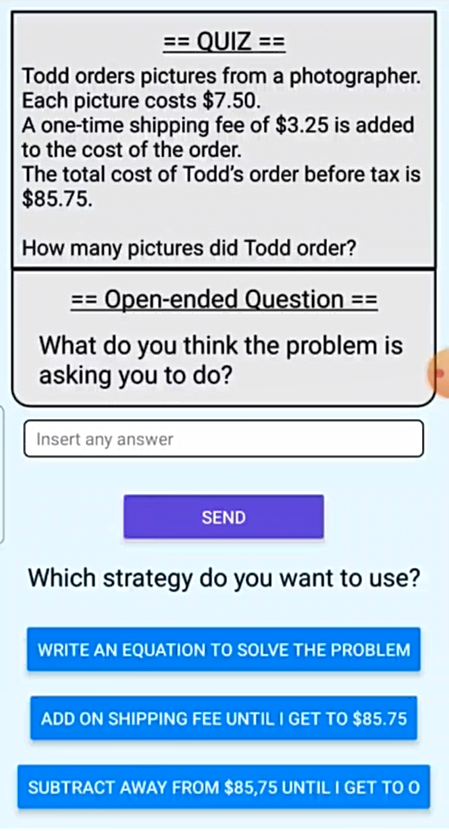 == QUIZ ==
Todd orders pictures from a photographer.
Each picture costs $7.50.
A one-time shipping fee of $3.25 is added
to the cost of the order.
The total cost of Todd's order before tax is
$85.75.
How many pictures did Todd order?
== Open-ended Question ==
What do you think the problem is
asking you to do?
Insert any answer
SEND
Which strategy do you want to use?
WRITE AN EQUATION TO SOLVE THE PROBLEM
ADD ON SHIPPING FEE UNTIL I GET TO $85.75
SUBTRACT AWAY FROM $85,75 UNTIL I GET TO O